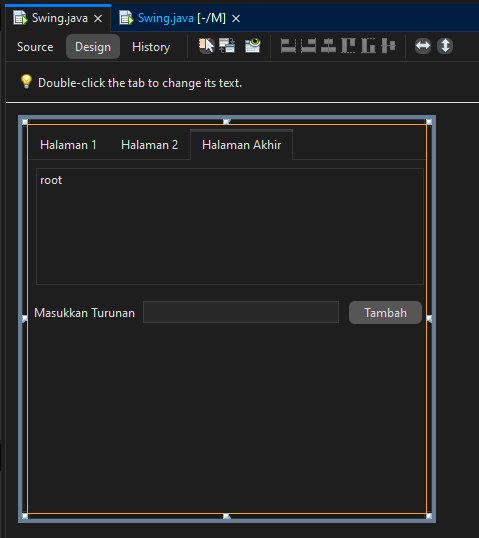 Swing.java
Swing.java [-/M]
Source Design History
Double-click the tab to change its text.
Halaman 1 Halaman 2 Halaman Akhir
root
Masukkan Turunan Tambah